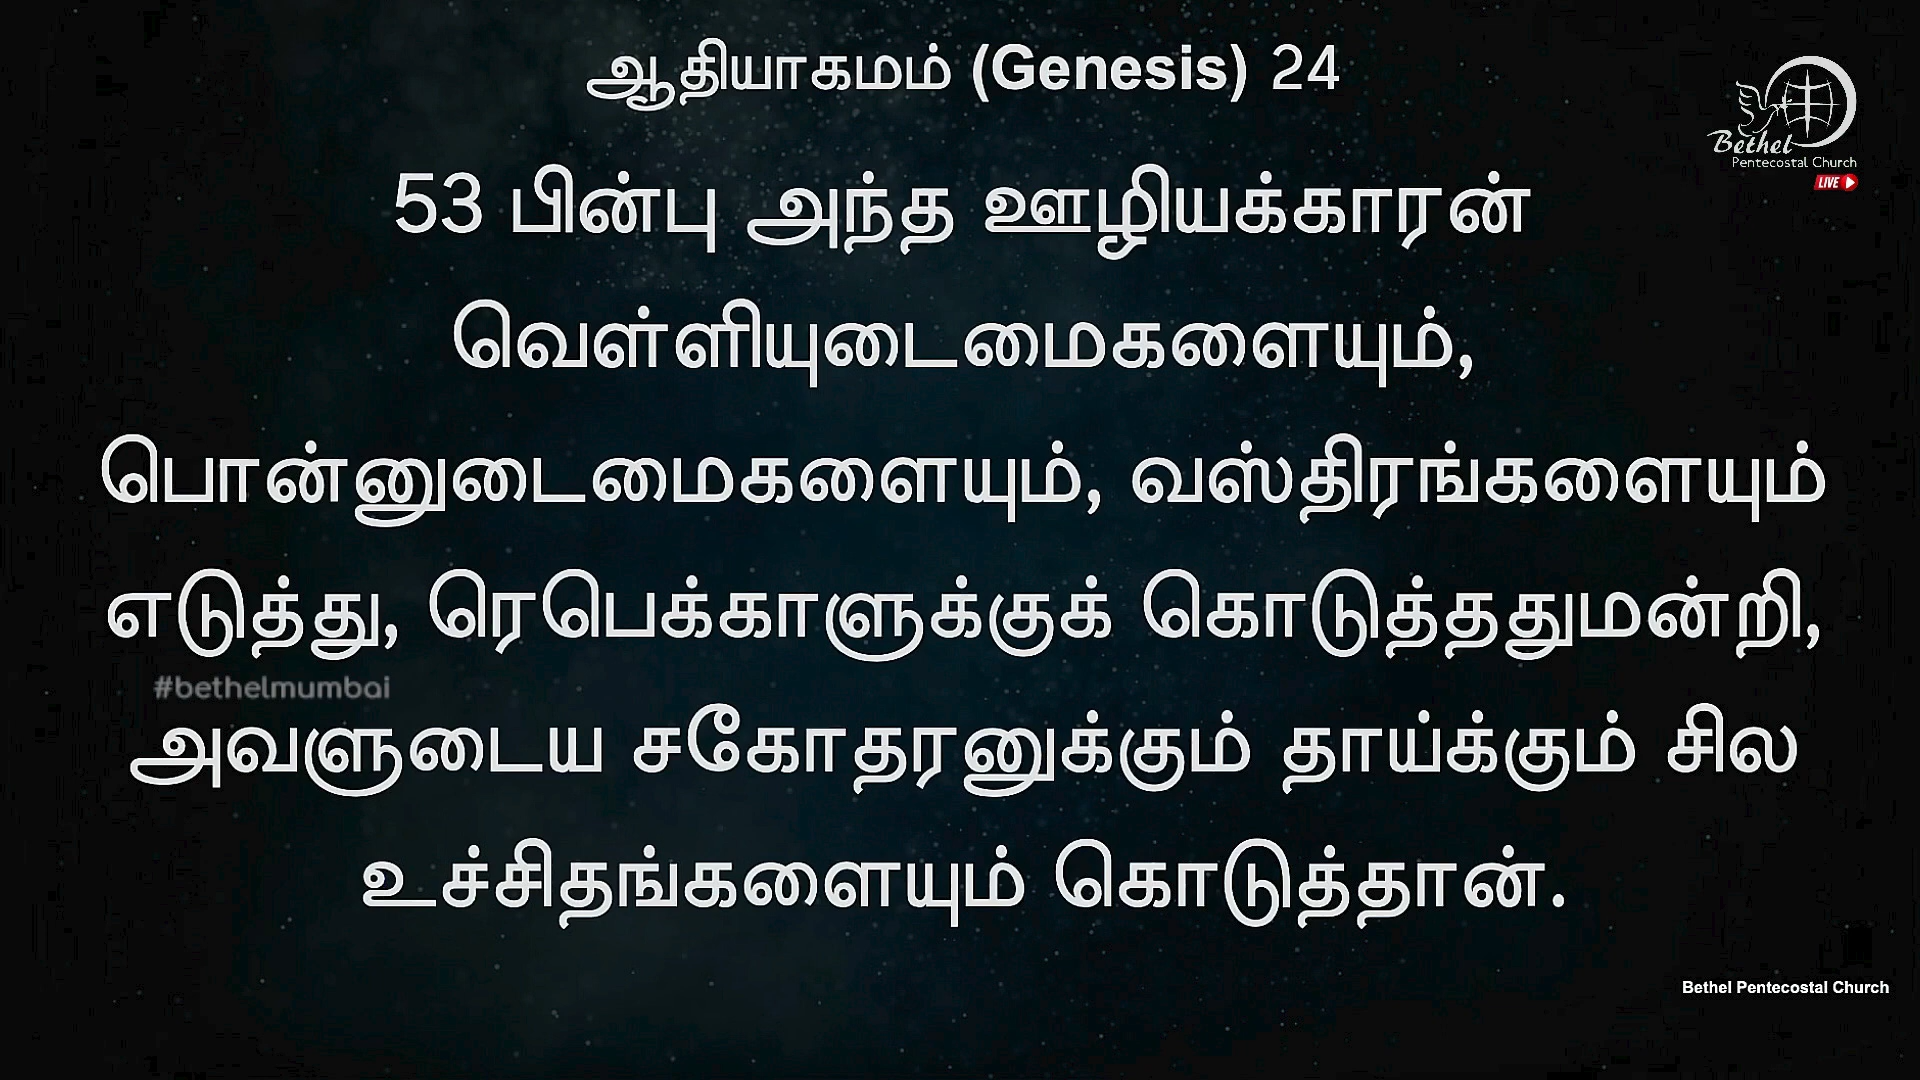 ஆதியாகமம் (Genesis) 24
Bethel
Pentecostal Church
LIVE
53 பின்பு அந்த ஊழியக்காரன்
வெள்ளியுடைமைகளையும்,
பொன்னுடைமைகளையும், வஸ்திரங்களையும்
எடுத்து, ரெபெக்காளுக்குக் கொடுத்ததுமன்றி,
#bethelmumbai
அவளுடைய சகோதரனுக்கும் தாய்க்கும் சில
உச்சிதங்களையும் கொடுத்தான்.
Bethel Pentecostal Church